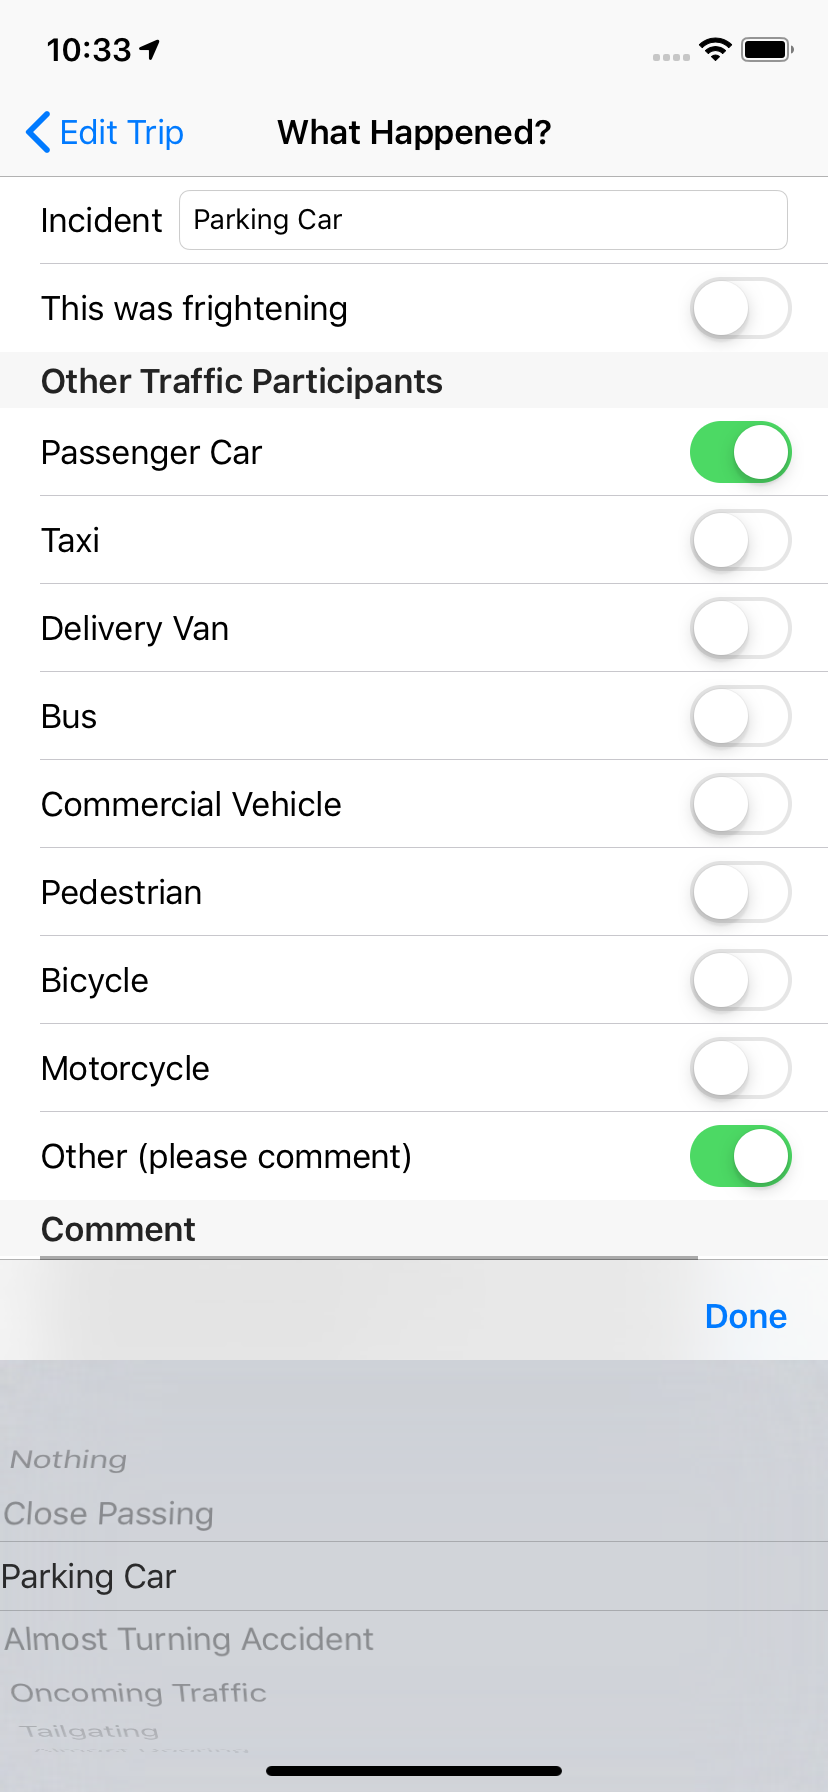 10:33
Edit Trip
What Happened?
Incident
Parking Car
This was frightening
Other Traffic Participants
Passenger Car
Taxi
Delivery Van
Bus
Commercial Vehicle
Pedestrian
Bicycle
Motorcycle
Other (please comment)
Comment
Done
Nothing
Close Passing
Parking Car
Almost Turning Accident
Oncoming Traffic
Tailgating